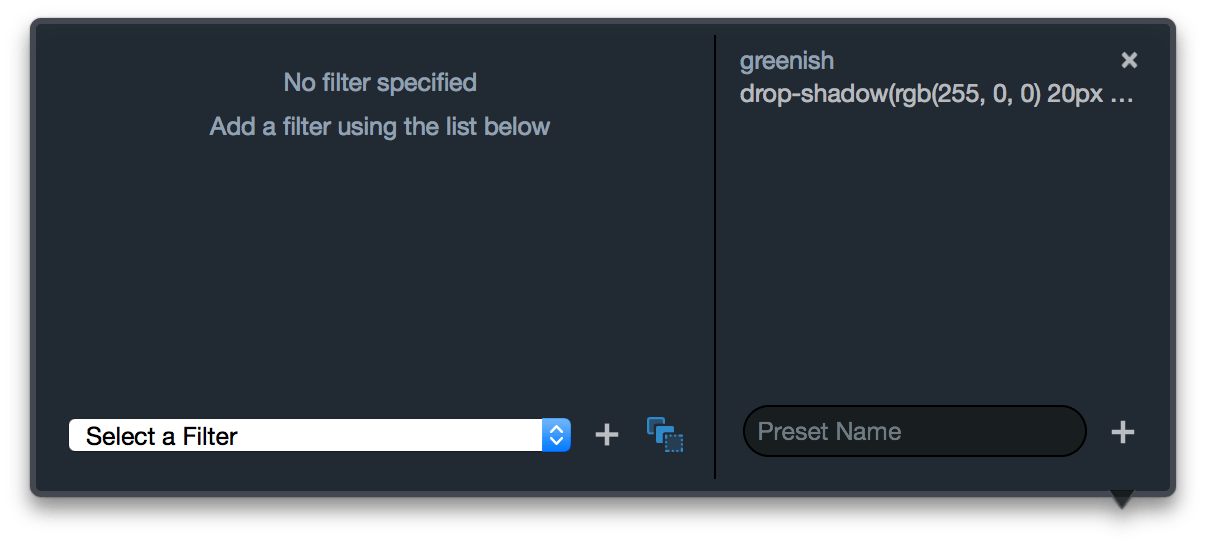 No filter specified
Add a filter using the list below
Select a Filter
greenish
drop-shadow(rgb(255, 0, 0) 20px …
Preset Name